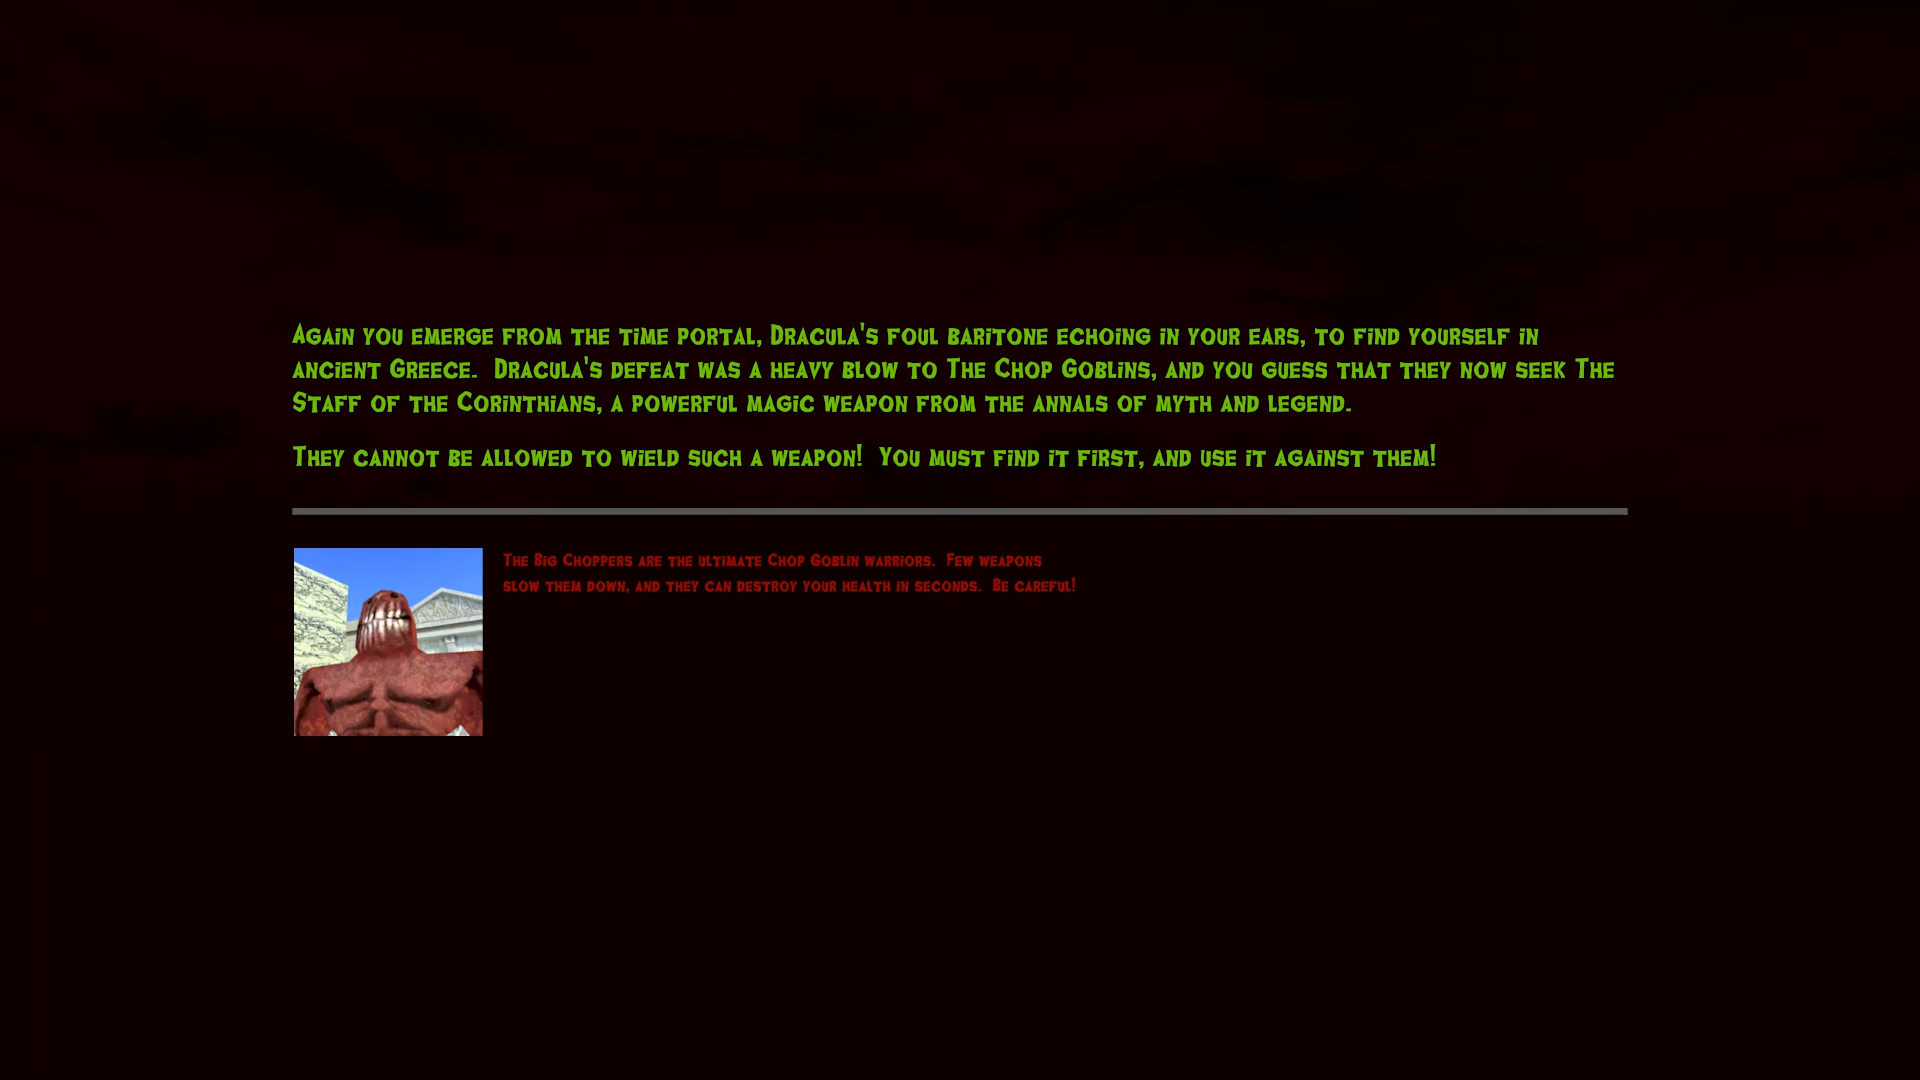 Again you emerge from the time portal, Dracula's foul baritone echoing in your ears, to find yourself in
ancient Greece.  Dracula's defeat was a heavy blow to The Chop Goblins, and you guess that they now seek The
Staff of the Corinthians, a powerful magic weapon from the annals of myth and legend.
They cannot be allowed to wield such a weapon!  You must find it first, and use it against them!
The Big Choppers are the ultimate Chop Goblin warriors.  Few weapons
slow them down, and they can destroy your health in seconds.  Be careful!